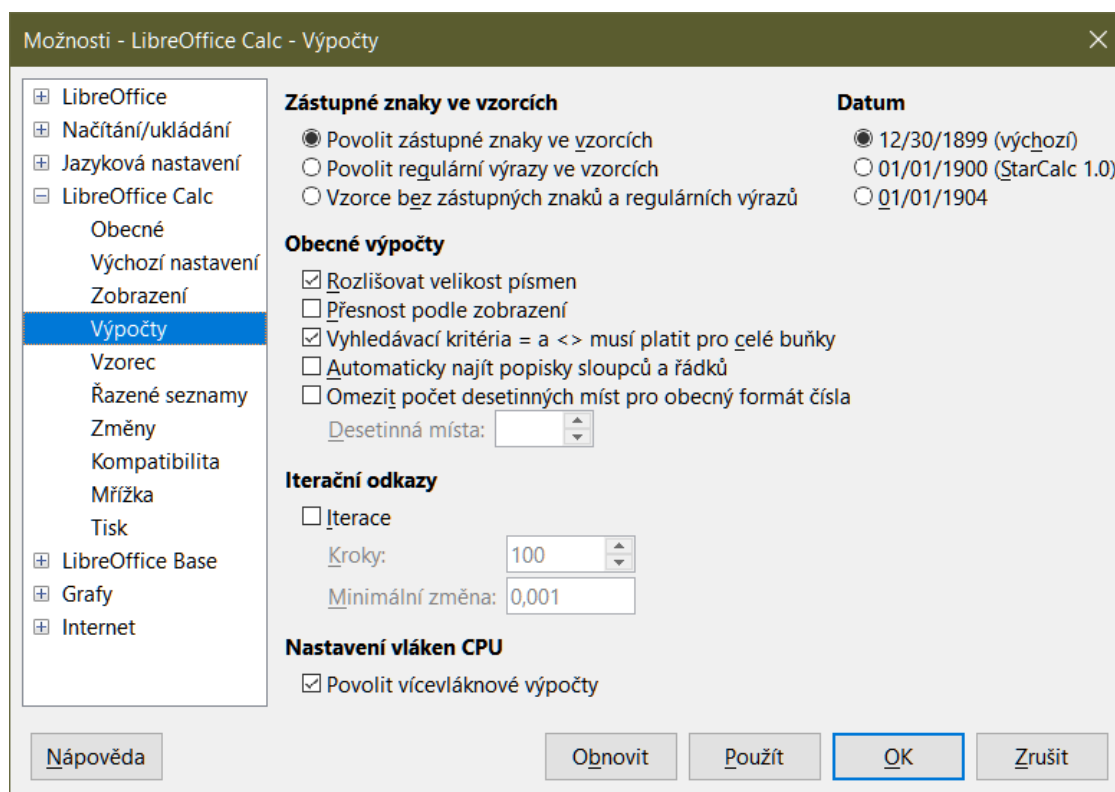 Možnosti - LibreOffice Calc - Výpočty
LibreOffice
Načítání/ukládání
Jazyková nastavení
LibreOffice Calc
Obecné
Výchozí nastavení
Zobrazení
Výpočty
Vzorec
Řazené seznamy
Změny
Kompatibilita
Mřížka
Tisk
LibreOffice Base
Grafy
Internet
Zástupné znaky ve vzorcích
Povolit zástupné znaky ve vzorcích
Povolit regulární výrazy ve vzorcích
Vzorce bez zástupných znaků a regulárních výrazů
Datum
12/30/1899 (výchozí)
01/01/1900 (StarCalc 1.0)
01/01/1904
Obecné výpočty
Rozlišovat velikost písmen
Přesnost podle zobrazení
Vyhledávací kritéria = a <> musí platit pro celé buňky
Automaticky najít popisky sloupců a řádků
Omezit počet desetinných míst pro obecný formát čísla
Desetinná místa:
Iterační odkazy
Iterace
Kroky: 100
Minimální změna: 0,001
Nastavení vláken CPU
Povolit vícevláknové výpočty
Nápověda Obnovit Použít OK Zrušit